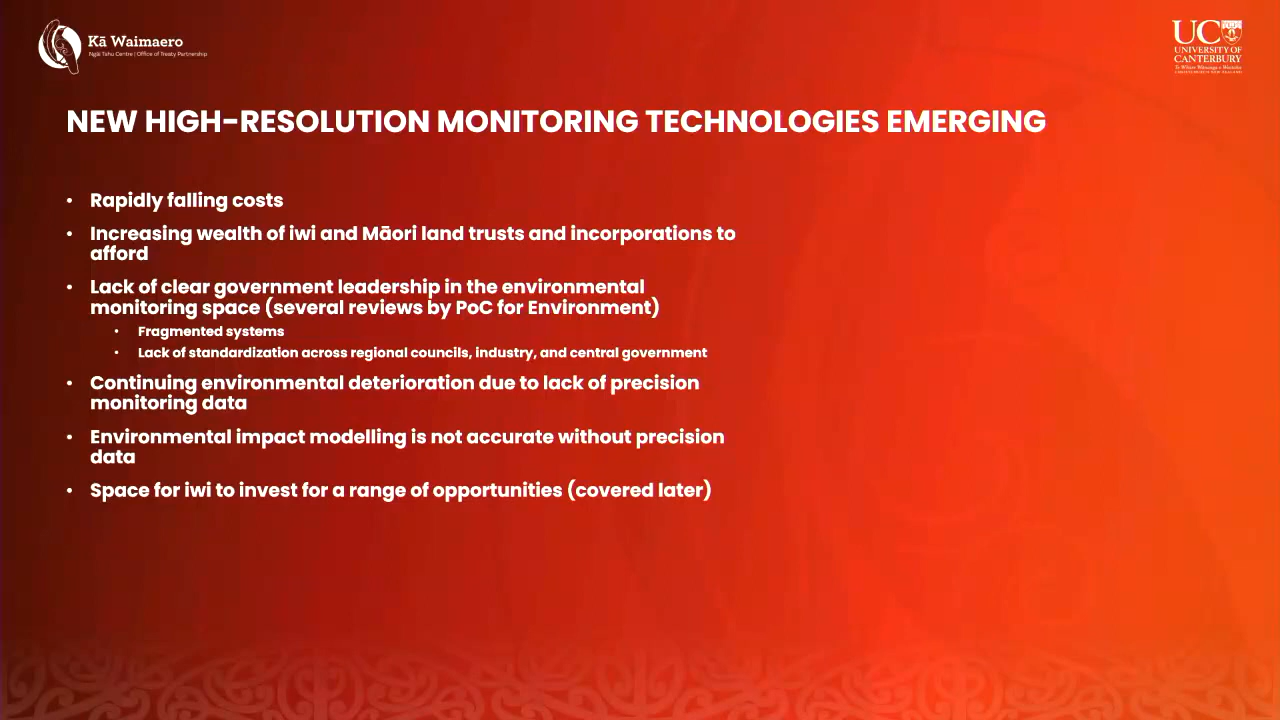 Kā Waimaero
Ngāi Tahu Centre | Office of Treaty Partnership
UC
UNIVERSITY OF
CANTERBURY
Te Whare Wānanga o Waitaha
CHRISTCHURCH NEW ZEALAND
NEW HIGH-RESOLUTION MONITORING TECHNOLOGIES EMERGING
• Rapidly falling costs
• Increasing wealth of iwi and Māori land trusts and incorporations to
afford
• Lack of clear government leadership in the environmental
monitoring space (several reviews by PoC for Environment)
• Fragmented systems
• Lack of standardization across regional councils, industry, and central government
• Continuing environmental deterioration due to lack of precision
monitoring data
• Environmental impact modelling is not accurate without precision
data
• Space for iwi to invest for a range of opportunities (covered later)